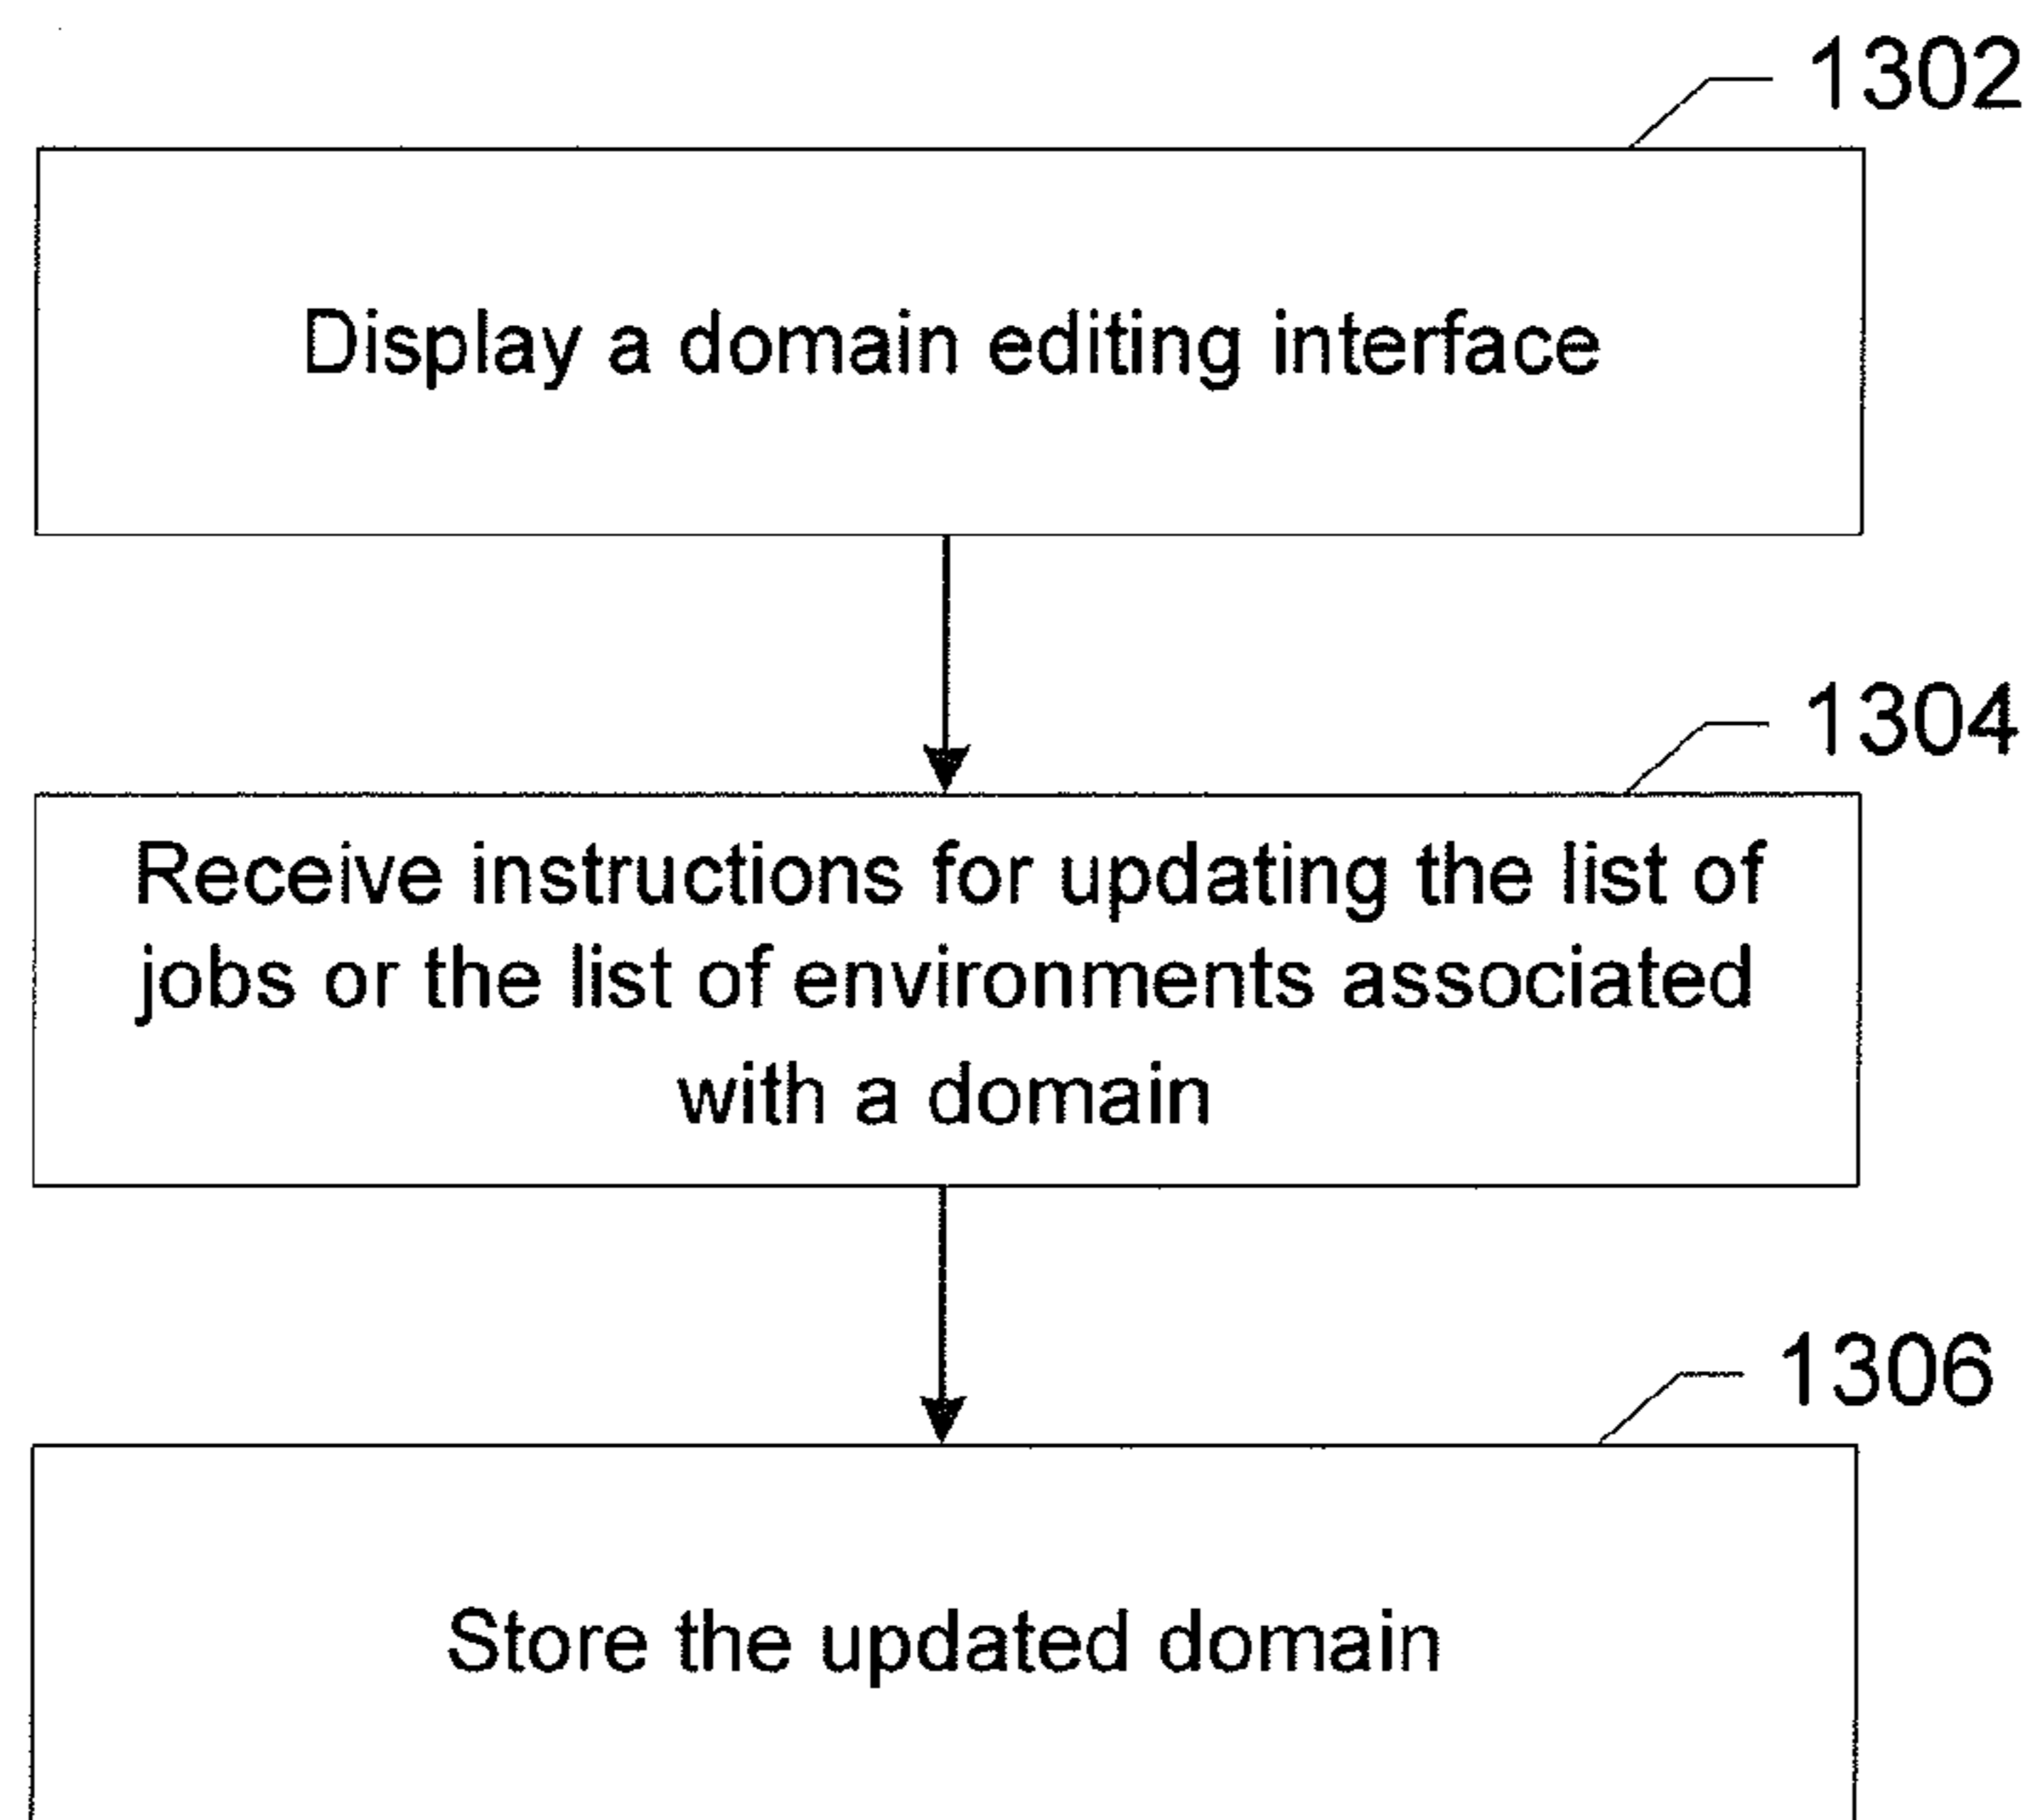 1302
Display a domain editing interface
1304
Receive instructions for updating the list of
jobs or the list of environments associated
with a domain
1306
Store the updated domain